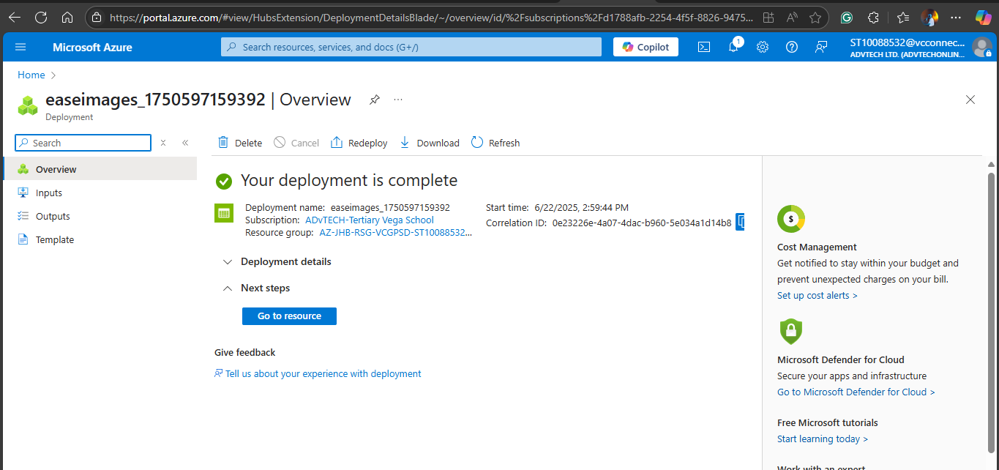 https://portal.azure.com/#view/HubsExtension/DeploymentDetailsBlade/~/overview/id/%2Fsubscriptions%2Fd1788afb-2254-4f5f-8826-9475...
Microsoft Azure
Search resources, services, and docs (G+/)
Copilot
1
ST10088532@vcconnec...
ADVTECH LTD. (ADVTECHONLIN...
Home >
easeimages_1750597159392 | Overview
...
Deployment
Search
Delete
Cancel
Redeploy
Download
Refresh
Overview
Inputs
Outputs
Template
Your deployment is complete
Deployment name: easeimages_1750597159392
Subscription: ADvTECH-Tertiary Vega School
Resource group: AZ-JHB-RSG-VCGPSD-ST10088532...
Start time: 6/22/2025, 2:59:44 PM
Correlation ID: 0e23226e-4a07-4dac-b960-5e034a1d14b8
Deployment details
Next steps
Go to resource
Give feedback
Tell us about your experience with deployment
$
Cost Management
Get notified to stay within your budget and
prevent unexpected charges on your bill.
Set up cost alerts >
Microsoft Defender for Cloud
Secure your apps and infrastructure
Go to Microsoft Defender for Cloud >
Free Microsoft tutorials
Start learning today >
Work with an expert